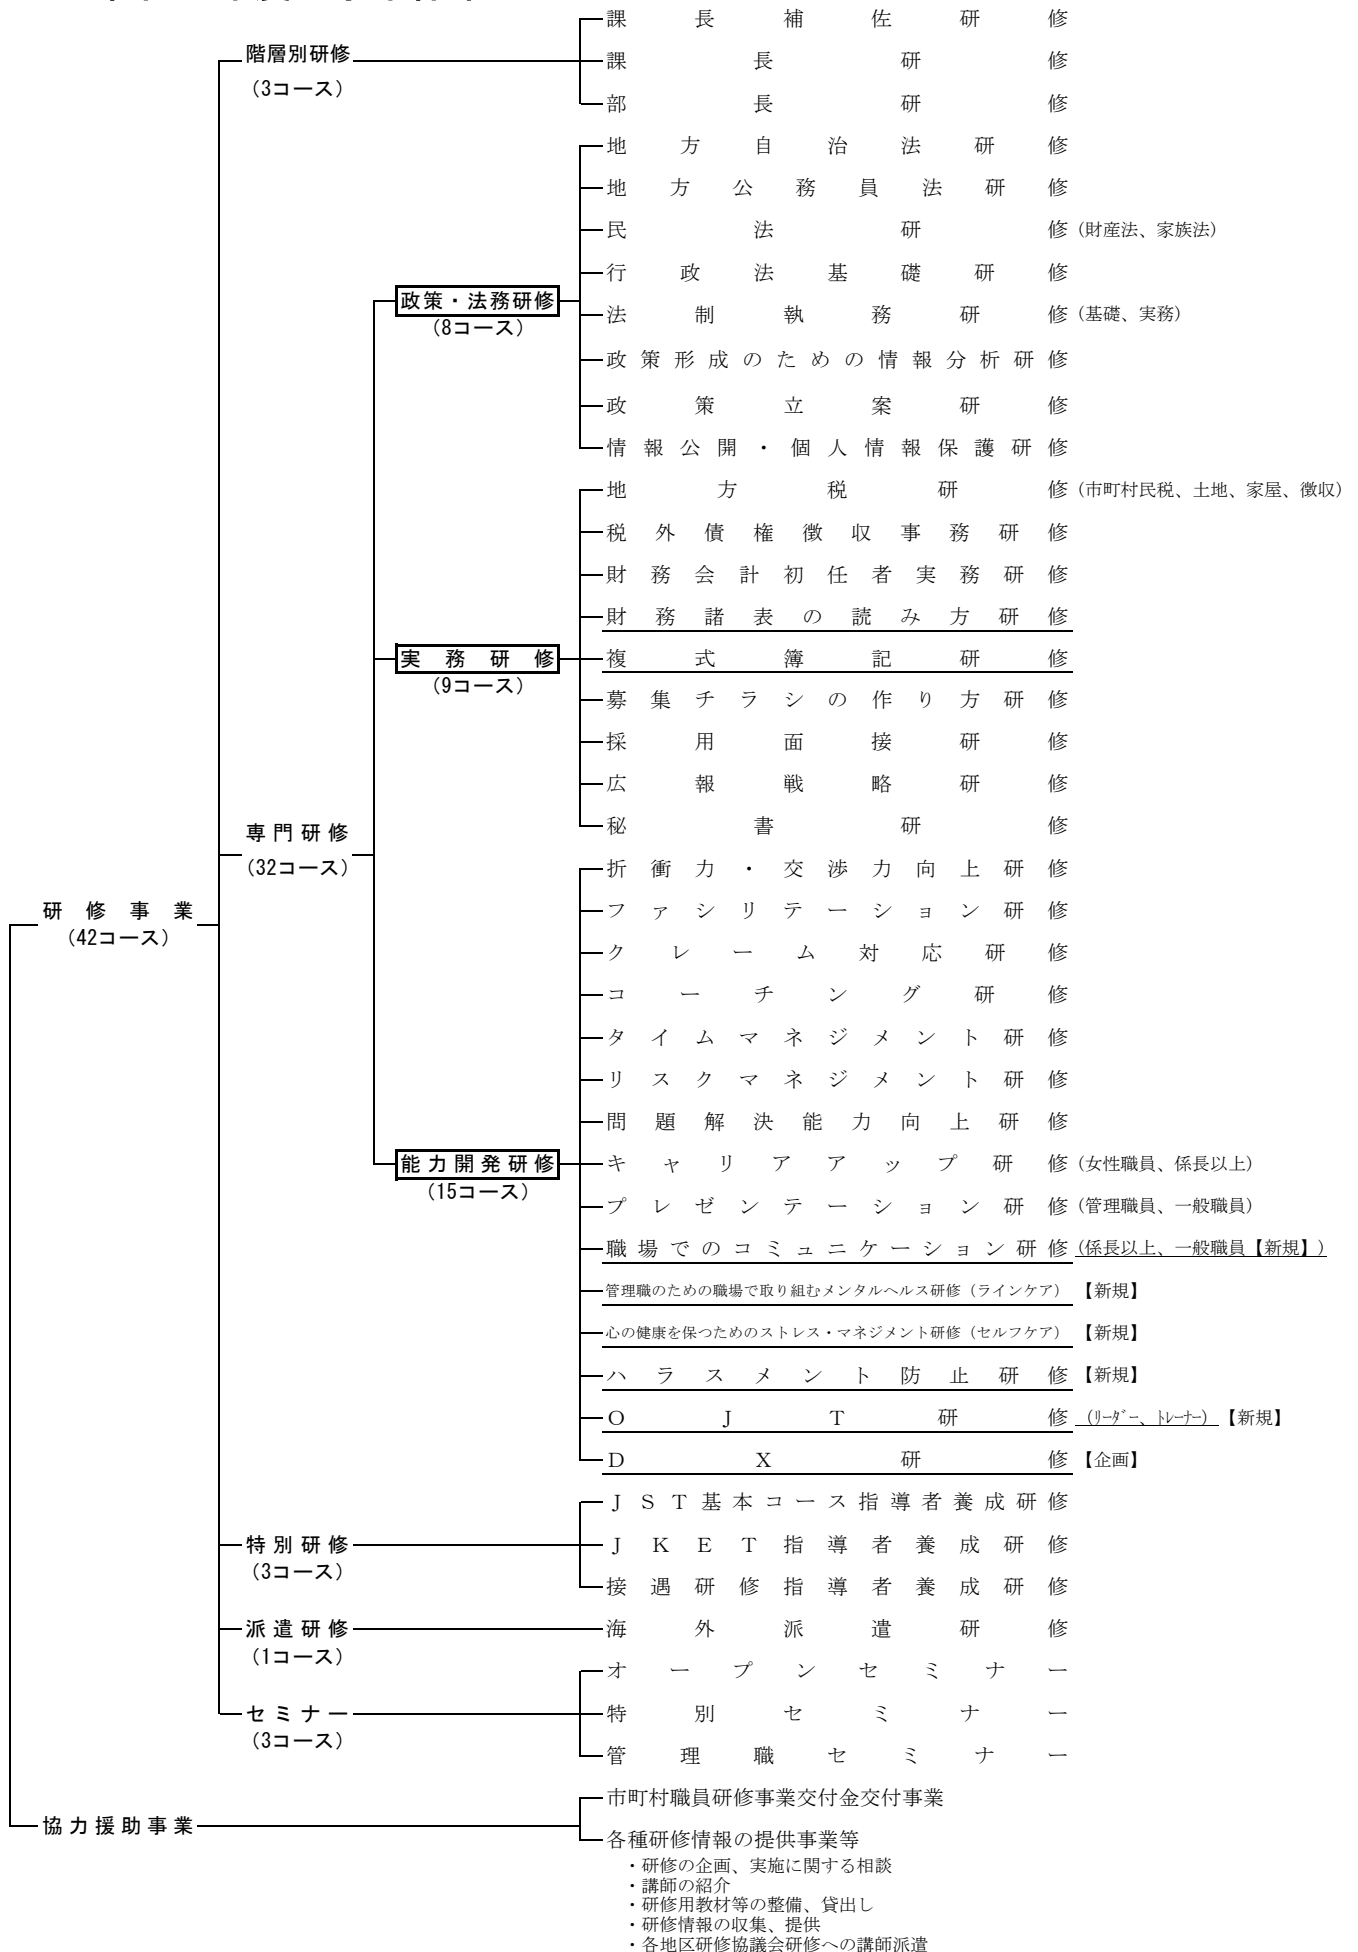 課長補佐研修
階層別研修
(3コース)
課長研修
部長研修
地方自治法研修
地方公務員法研修
民法研修(財産法、家族法)
行政法基礎研修
政策・法務研修
(8コース)
法制執務研修(基礎、実務)
政策形成のための情報分析研修
政策立案研修
情報公開・個人情報保護研修
地方税研修(市町村民税、土地、家屋、徴収)
税外債権徴収事務研修
財務会計初任者実務研修
財務諸表の読み方研修
実務研修
(9コース)
複式簿記研修
募集チラシの作り方研修
採用面接研修
広報戦略研修
秘書研修
専門研修
(32コース)
折衝力・交渉力向上研修
研修事業
(42コース)
ファシリテーション研修
クレーム対応研修
コーチング研修
タイムマネジメント研修
リスクマネジメント研修
問題解決能力向上研修
能力開発研修
(15コース)
キャリアアップ研修(女性職員、係長以上)
プレゼンテーション研修(管理職員、一般職員)
職場でのコミュニケーション研修(係長以上、一般職員【新規】)
管理職のための職場で取り組むメンタルヘルス研修(ラインケア)【新規】
心の健康を保つためのストレス・マネジメント研修(セルフケア)【新規】
ハラスメント防止研修【新規】
OJT研修(リーダー、トレーナー)【新規】
DX研修【企画】
JST基本コース指導者養成研修
特別研修
(3コース)
JKET指導者養成研修
接遇研修指導者養成研修
派遣研修
(1コース)
海外派遣研修
オープンセミナー
セミナー
(3コース)
特別セミナー
管理職セミナー
市町村職員研修事業交付金交付事業
協力援助事業
各種研修情報の提供事業等
・研修の企画、実施に関する相談
・講師の紹介
・研修用教材等の整備、貸出し
・研修情報の収集、提供
・各地区研修協議会研修への講師派遣